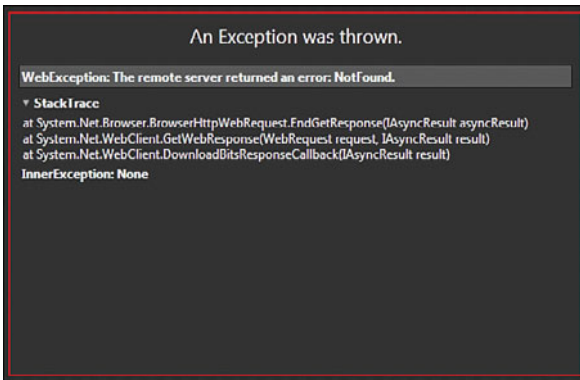 An Exception was thrown.
WebException: The remote server returned an error: NotFound.
StackTrace
at System.Net.Browser.BrowserHttpWebRequest.EndGetResponse(IAsyncResult asyncResult)
at System.Net.WebClient.GetWebResponse(WebRequest request, IAsyncResult result)
at System.Net.WebClient.DownloadBitsResponseCallback(IAsyncResult result)
InnerException: None